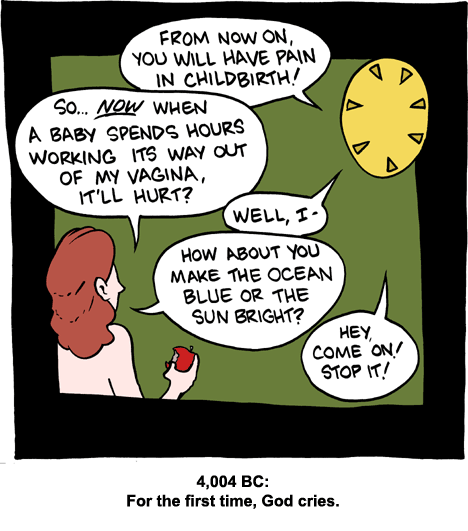 FROM NOW ON,
YOU WILL HAVE PAIN
IN CHILDBIRTH!
SO... NOW WHEN
A BABY SPENDS HOURS
WORKING ITS WAY OUT
OF MY VAGINA,
IT'LL HURT?
WELL, I-
HOW ABOUT YOU
MAKE THE OCEAN
BLUE OR THE
SUN BRIGHT?
HEY,
COME ON!
STOP IT!
4,004 BC:
For the first time, God cries.